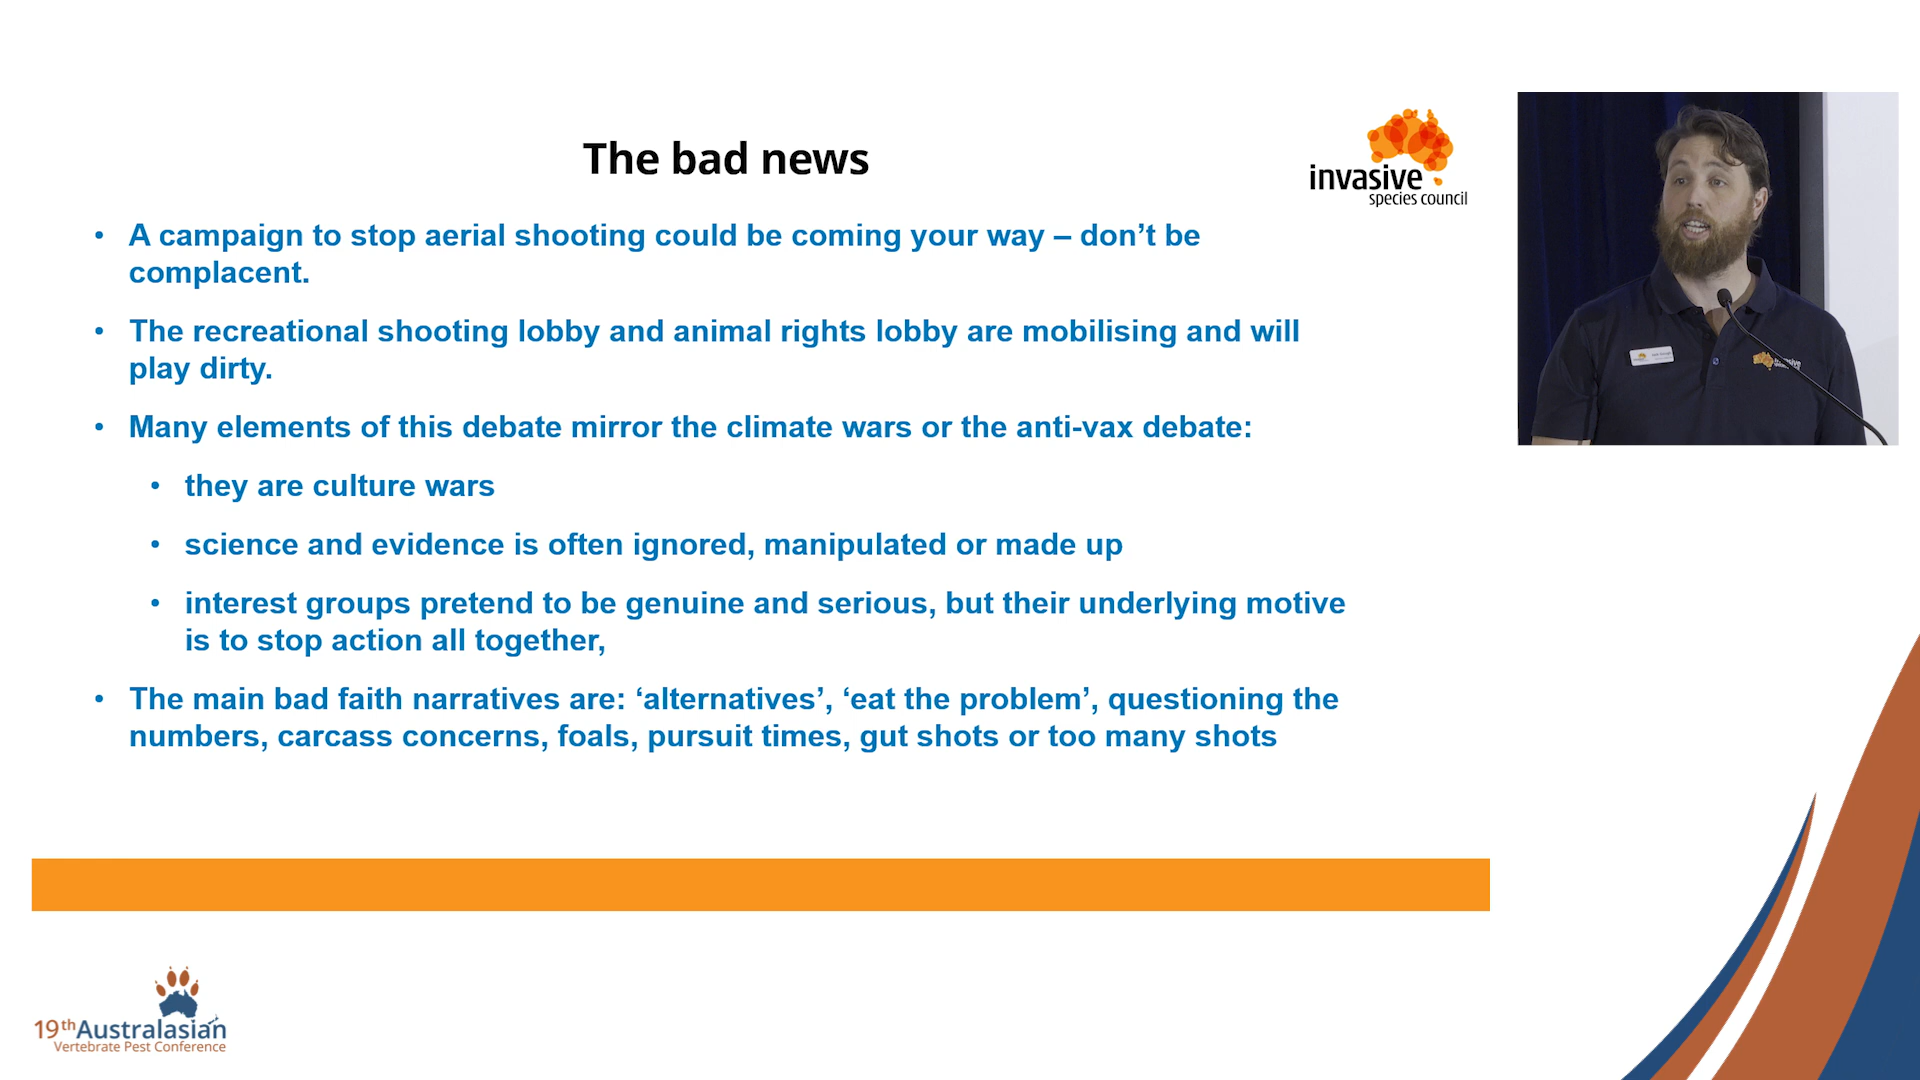 The bad news
invasive
species council
• A campaign to stop aerial shooting could be coming your way – don’t be
complacent.
• The recreational shooting lobby and animal rights lobby are mobilising and will
play dirty.
• Many elements of this debate mirror the climate wars or the anti-vax debate:
• they are culture wars
• science and evidence is often ignored, manipulated or made up
• interest groups pretend to be genuine and serious, but their underlying motive
is to stop action all together,
• The main bad faith narratives are: ‘alternatives’, ‘eat the problem’, questioning the
numbers, carcass concerns, foals, pursuit times, gut shots or too many shots
19th Australasian
Vertebrate Pest Conference